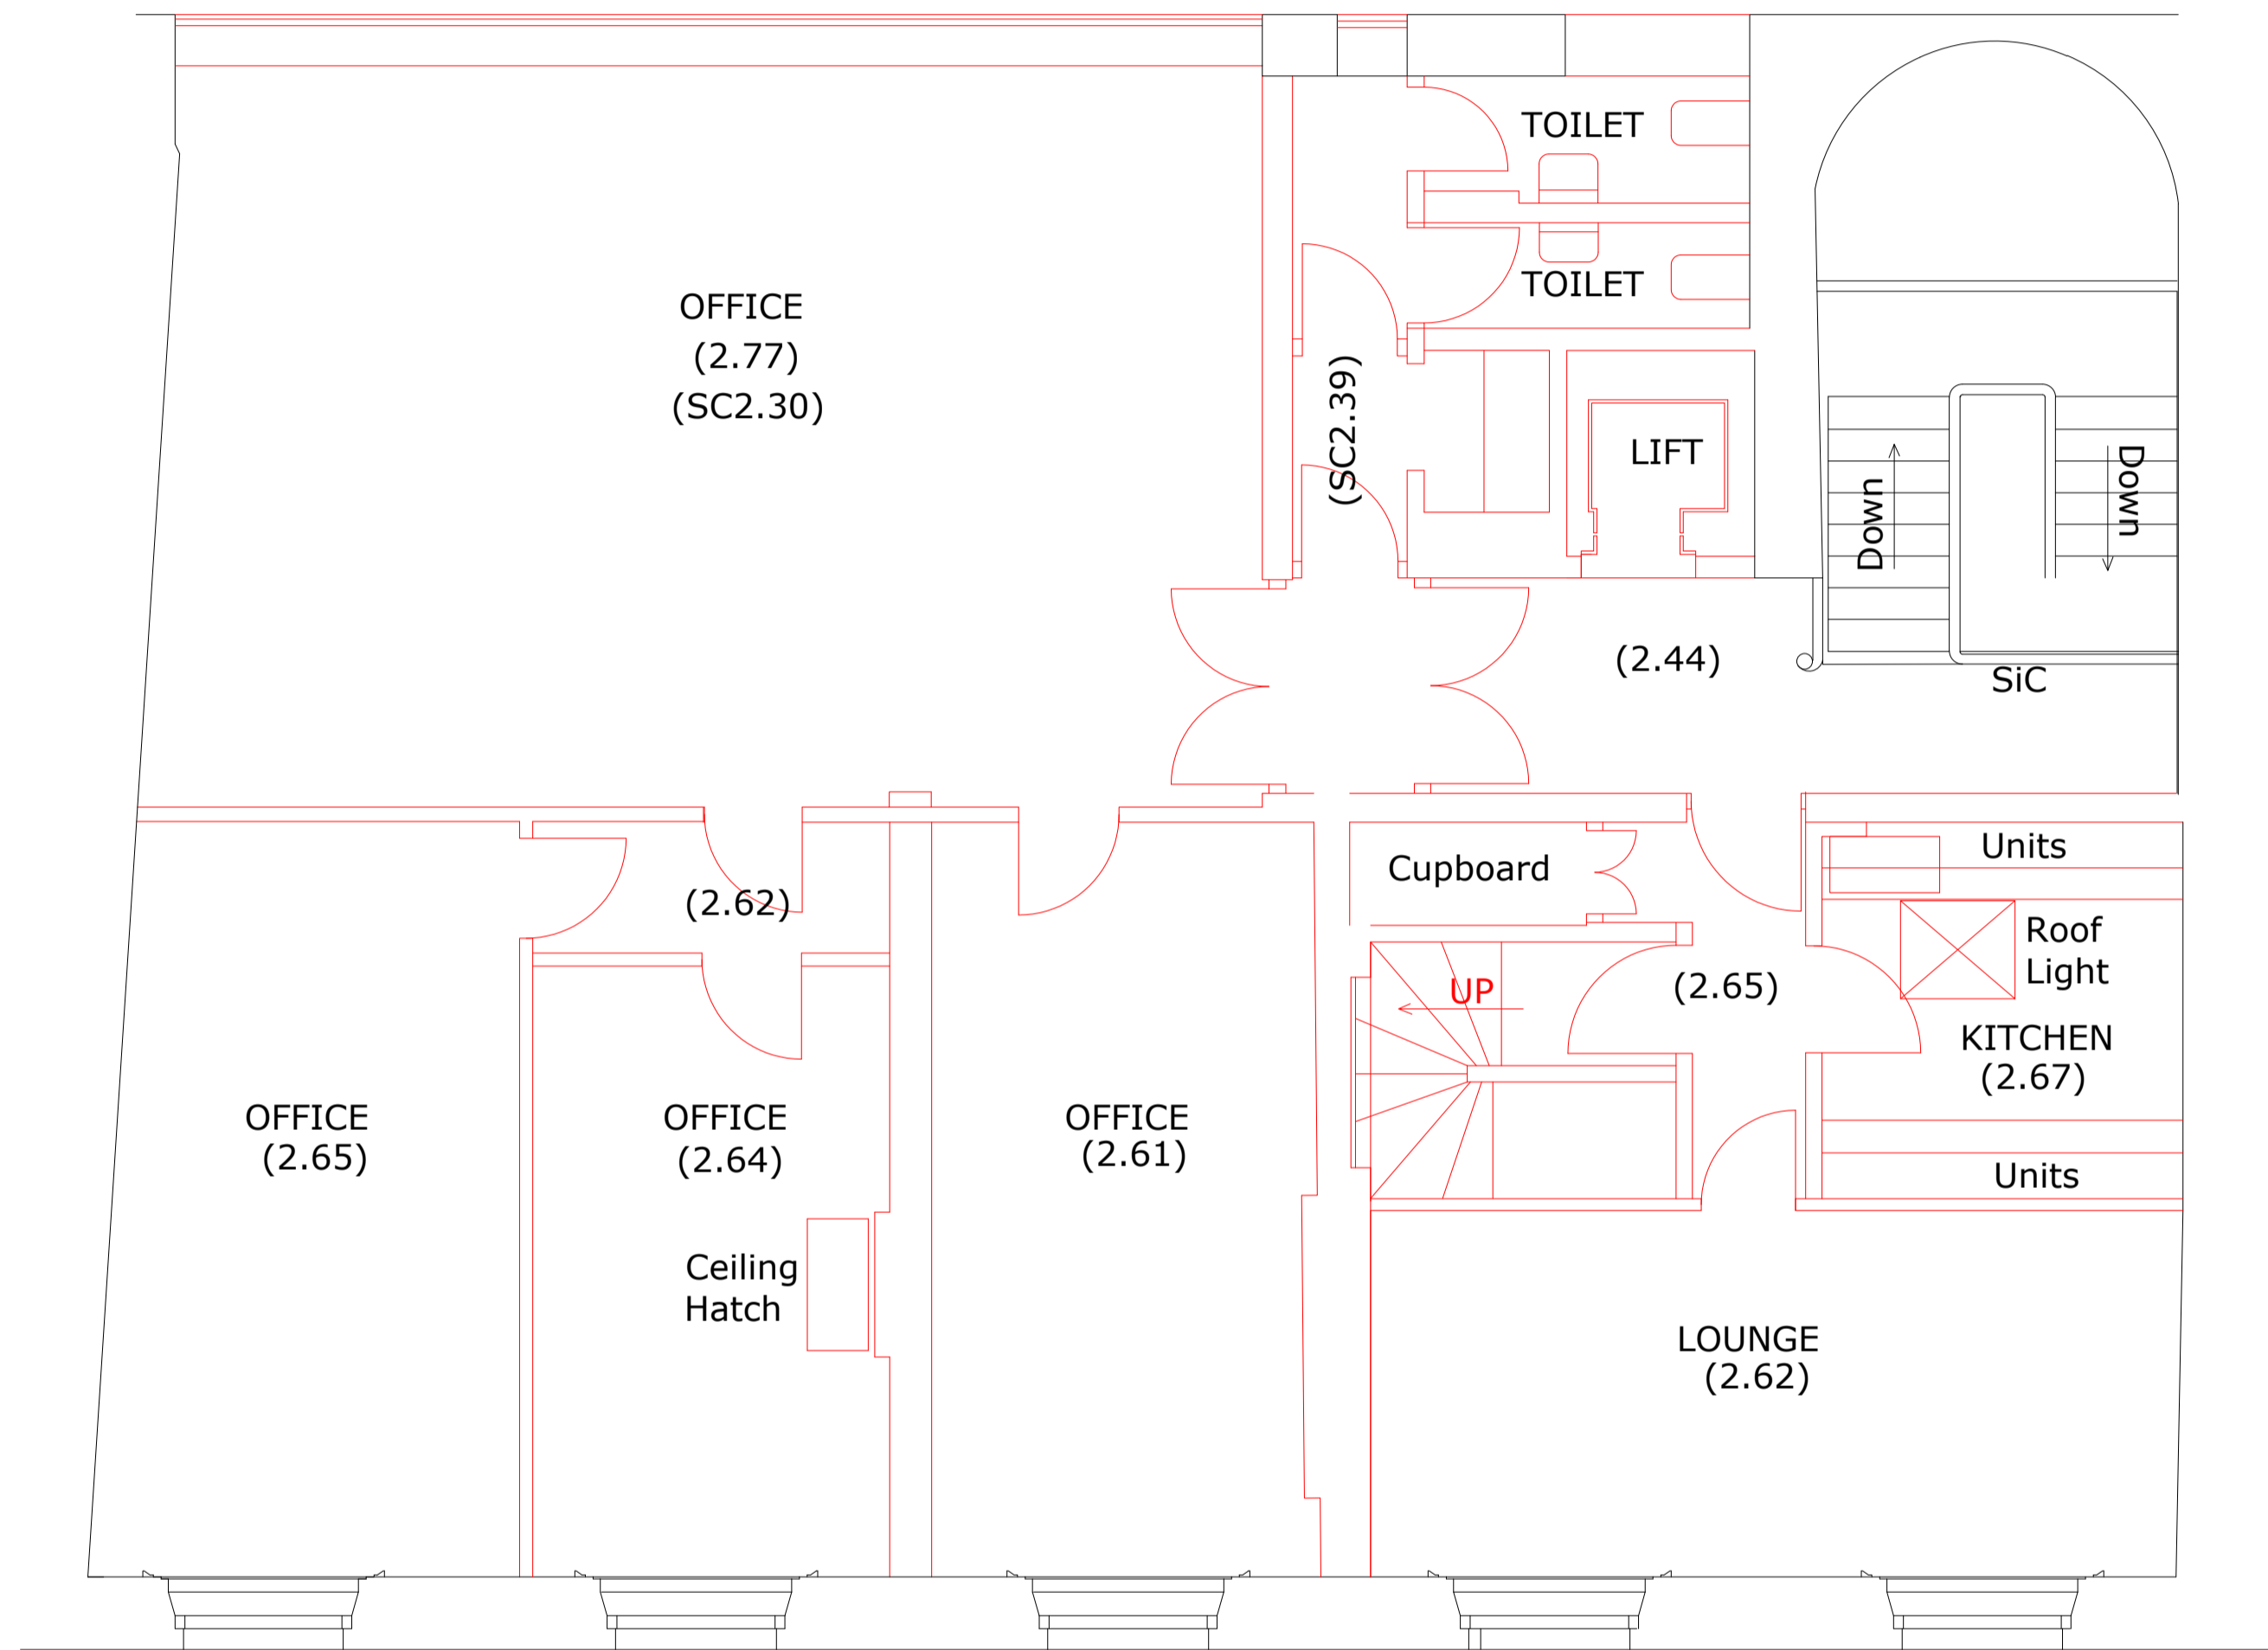 TOILET
TOILET
OFFICE
(2.77)
(SC2.30)
(SC2.39)
LIFT
Down
Down
(2.44)
SiC
Units
Cupboard
(2.62)
Roof
Light
(2.65)
UP
KITCHEN
(2.67)
OFFICE
(2.65)
OFFICE
(2.64)
OFFICE
(2.61)
Units
Ceiling
Hatch
LOUNGE
(2.62)